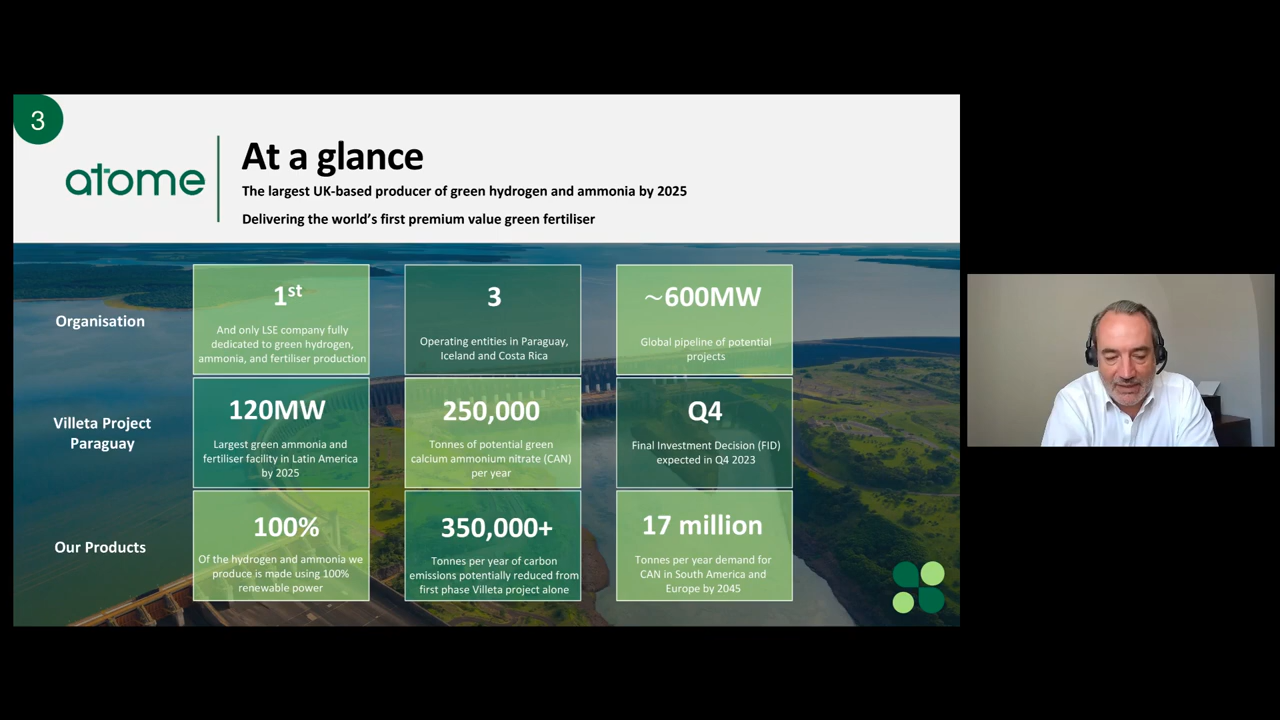 3
atome
At a glance
The largest UK-based producer of green hydrogen and ammonia by 2025
Delivering the world's first premium value green fertiliser
Organisation
1st
And only LSE company fully
dedicated to green hydrogen,
ammonia, and fertiliser production
3
Operating entities in Paraguay,
Iceland and Costa Rica
~600MW
Global pipeline of potential
projects
Villeta Project
Paraguay
120MW
Largest green ammonia and
fertiliser facility in Latin America
by 2025
250,000
Tonnes of potential green
calcium ammonium nitrate (CAN)
per year
Q4
Final Investment Decision (FID)
expected in Q4 2023
Our Products
100%
Of the hydrogen and ammonia we
produce is made using 100%
renewable power
350,000+
Tonnes per year of carbon
emissions potentially reduced from
first phase Villeta project alone
17 million
Tonnes per year demand for
CAN in South America and
Europe by 2045